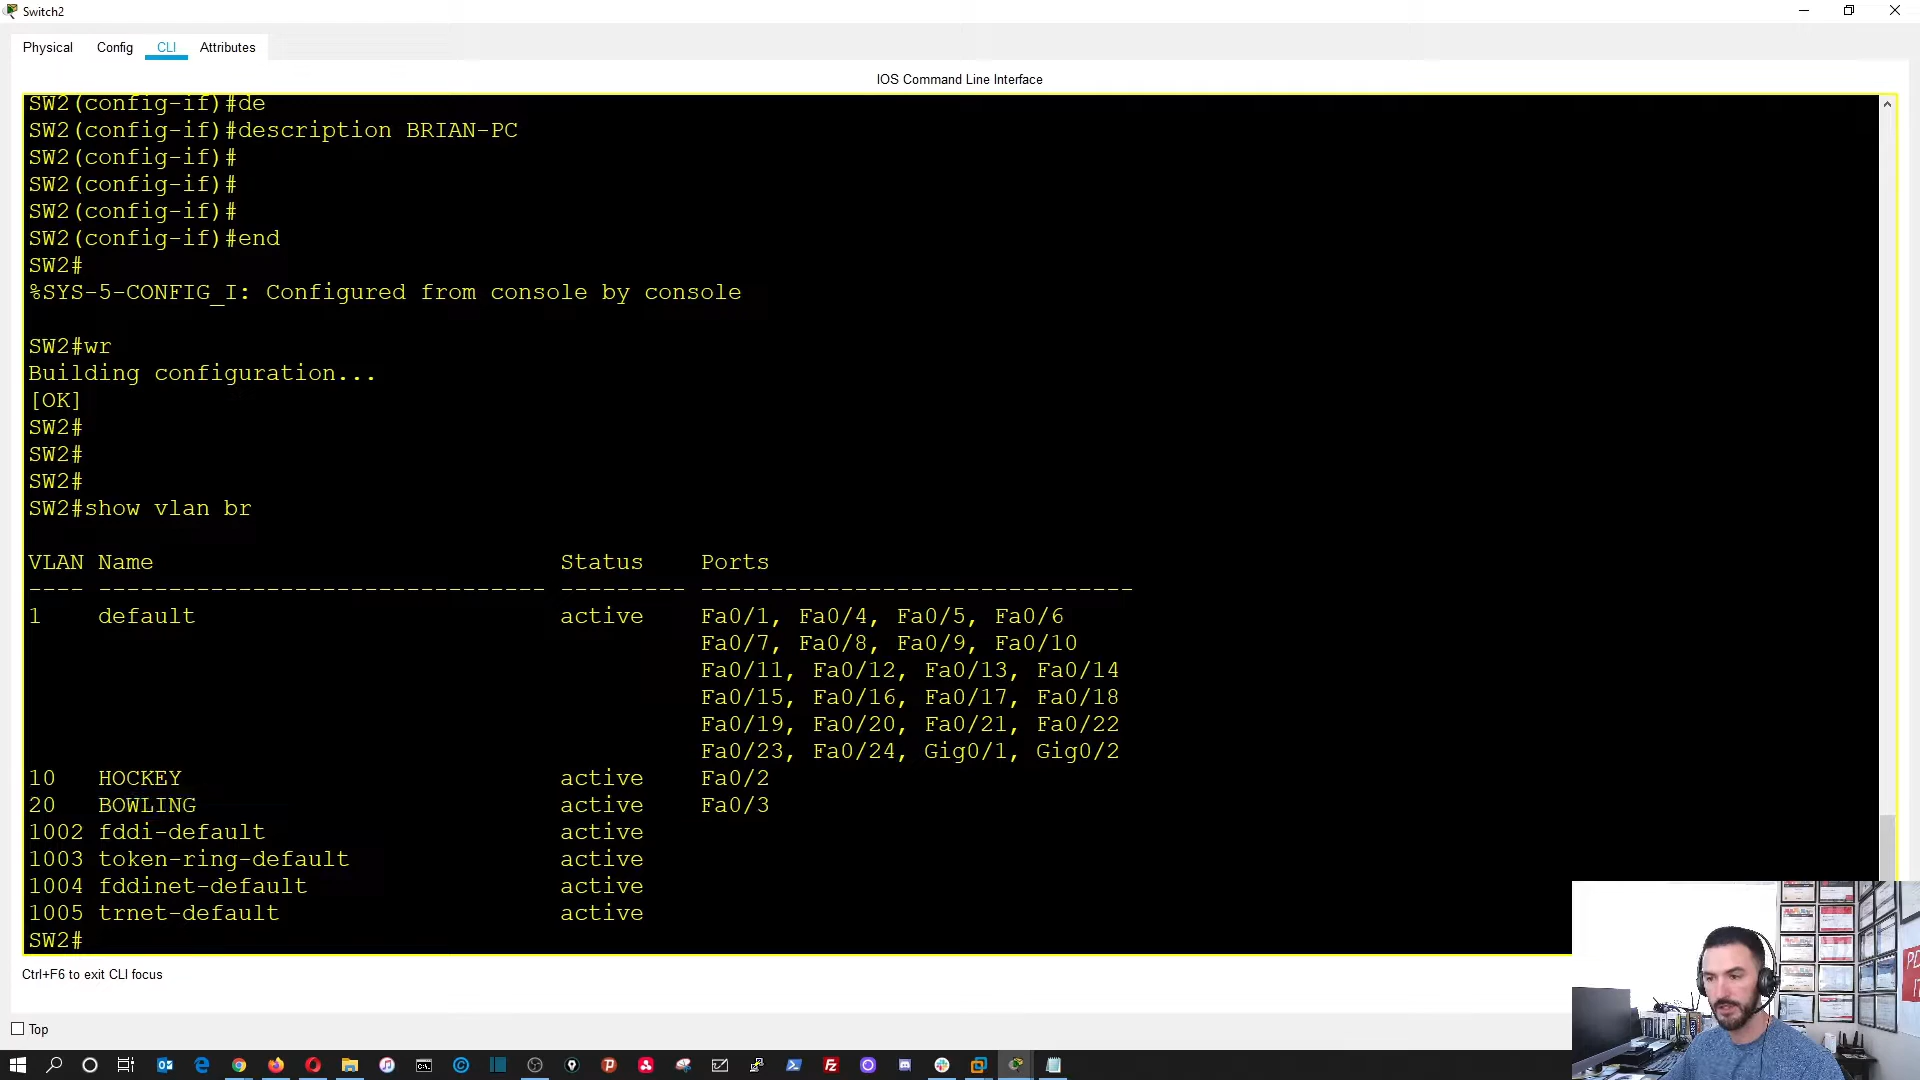 Switch2
Physical Config CLI Attributes
IOS Command Line Interface
SW2(config-if)#de
SW2(config-if)#description BRIAN-PC
SW2(config-if)#
SW2(config-if)#
SW2(config-if)#
SW2(config-if)#end
SW2#
%SYS-5-CONFIG_I: Configured from console by console
SW2#wr
Building configuration...
[OK]
SW2#
SW2#
SW2#
SW2#show vlan br
VLAN Name Status Ports
---- -------------------------------- --------- -------------------------------
1 default active Fa0/1, Fa0/4, Fa0/5, Fa0/6
Fa0/7, Fa0/8, Fa0/9, Fa0/10
Fa0/11, Fa0/12, Fa0/13, Fa0/14
Fa0/15, Fa0/16, Fa0/17, Fa0/18
Fa0/19, Fa0/20, Fa0/21, Fa0/22
Fa0/23, Fa0/24, Gig0/1, Gig0/2
10 HOCKEY active Fa0/2
20 BOWLING active Fa0/3
1002 fddi-default active
1003 token-ring-default active
1004 fddinet-default active
1005 trnet-default active
SW2#
Ctrl+F6 to exit CLI focus
Top